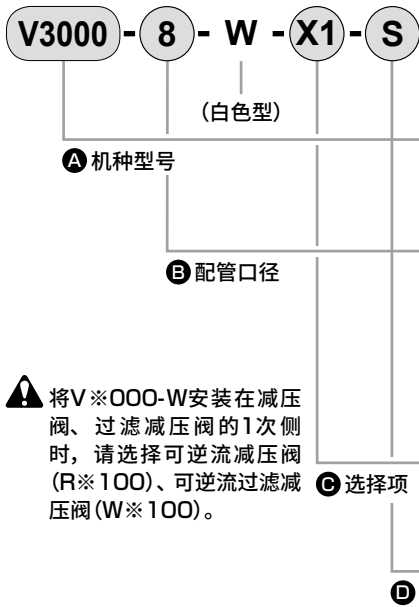 V3000 - 8 - W - X1 - S
(白色型)
A 机种型号
B 配管口径
将V※000-W安装在减压
阀、过滤减压阀的1次侧
时，请选择可逆流减压阀
(R※100)、可逆流过滤减
压阀(W※100)。
C 选择项
D